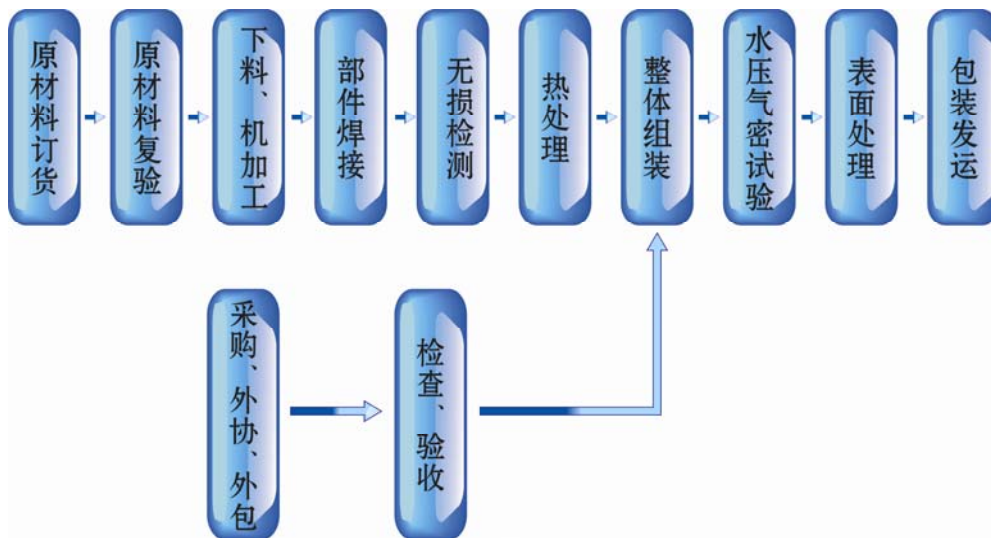 原材料订货
原材料复验
下料、机加工
部件焊接
无损检测
热处理
整体组装
水压气密试验
表面处理
包装发运
采购、外协、外包
检查、验收